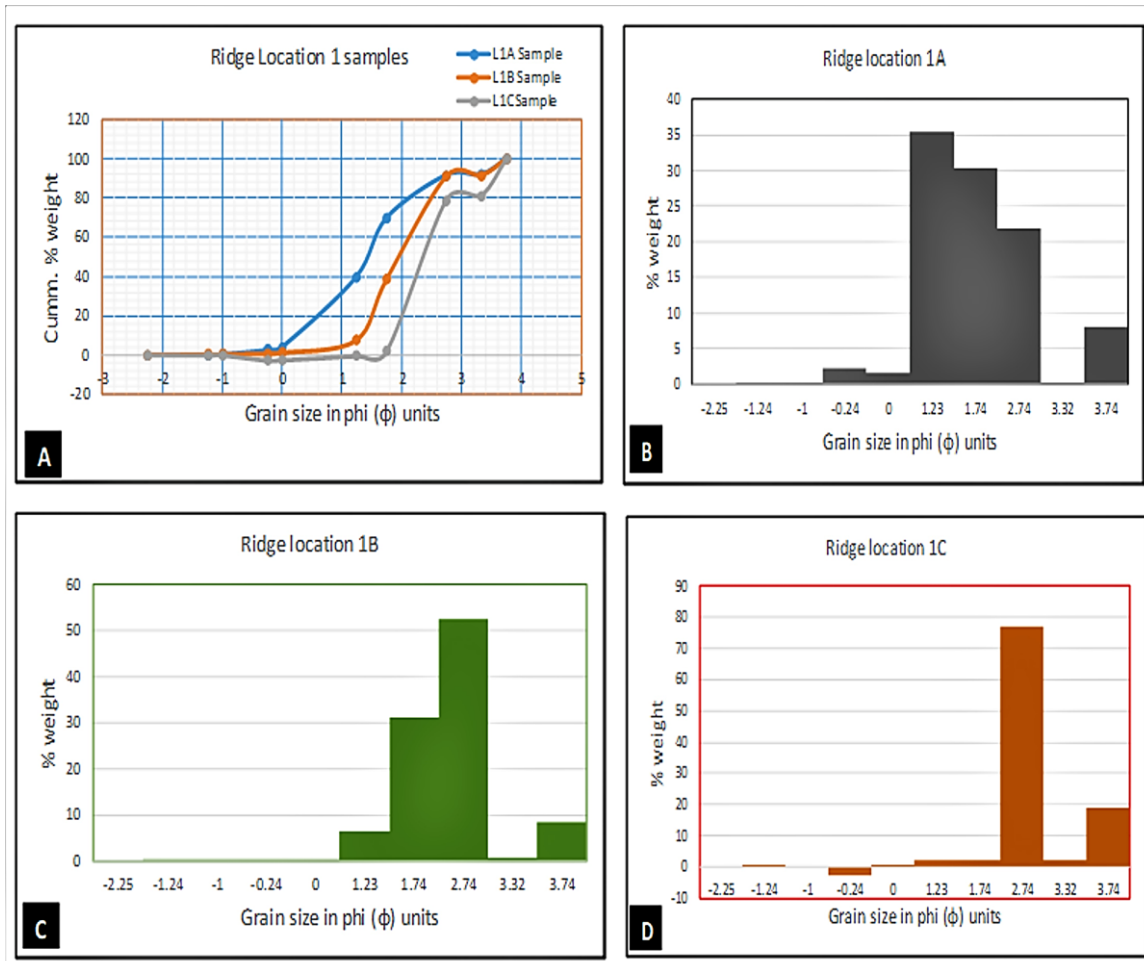 Ridge Location 1 samples
L1A Sample
L1B Sample
L1CSample
120
100
80
60
40
20
0
-20
Cumm. % weight
-3 -2 -1 0 1 2 3 4 5
Grain size in phi (ϕ) units
A
Ridge location 1A
40
35
30
25
20
15
10
5
0
% weight
-2.25 -1.24 -1 -0.24 0 1.23 1.74 2.74 3.32 3.74
Grain size in phi (ϕ) units
B
Ridge location 1B
60
50
40
30
20
10
0
% weight
-2.25 -1.24 -1 -0.24 0 1.23 1.74 2.74 3.32 3.74
Grain size in phi (ϕ) units
C
Ridge location 1C
90
80
70
60
50
40
30
20
10
0
-10
% weight
-2.25 -1.24 -1 -0.24 0 1.23 1.74 2.74 3.32 3.74
Grain size in phi (ϕ) units
D